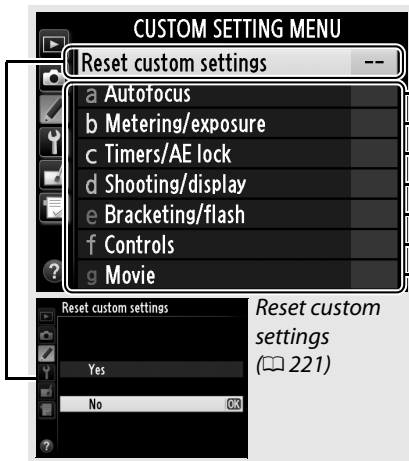 CUSTOM SETTING MENU
Reset custom settings --
a Autofocus
b Metering/exposure
c Timers/AE lock
d Shooting/display
e Bracketing/flash
f Controls
g Movie
?
Reset custom settings
Yes
No OK
?
Reset custom
settings
(📖 221)